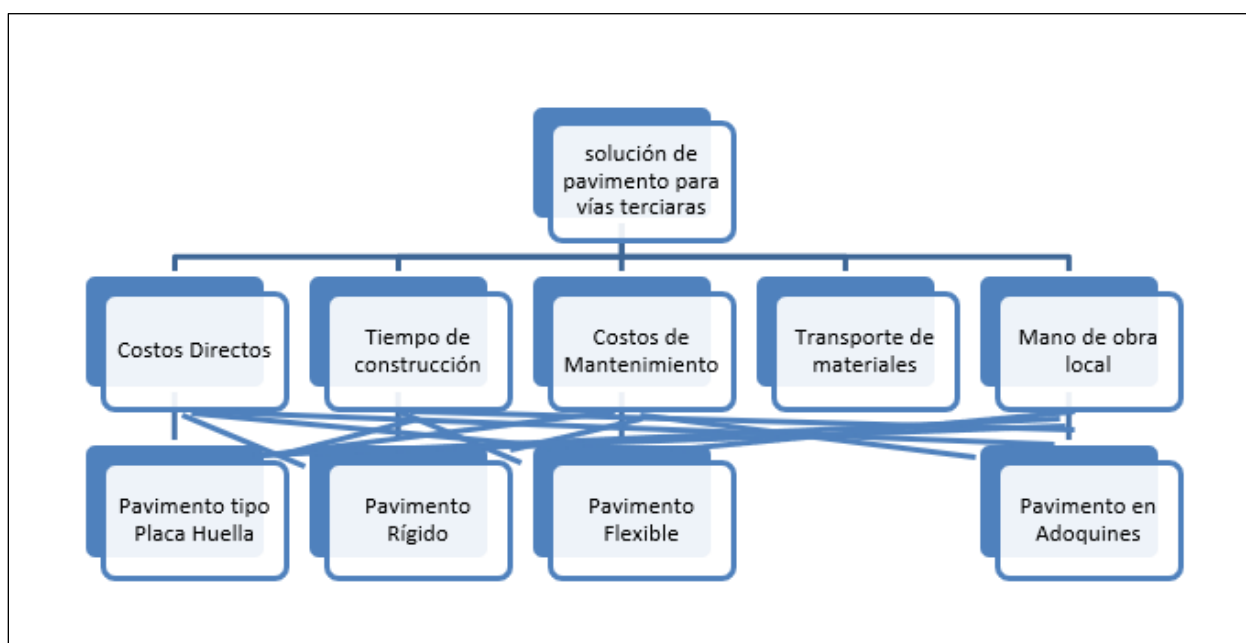 solución de
pavimento para
vías terciaras
Costos Directos
Tiempo de
construcción
Costos de
Mantenimiento
Transporte de
materiales
Mano de obra
local
Pavimento tipo
Placa Huella
Pavimento
Rígido
Pavimento
Flexible
Pavimento en
Adoquines